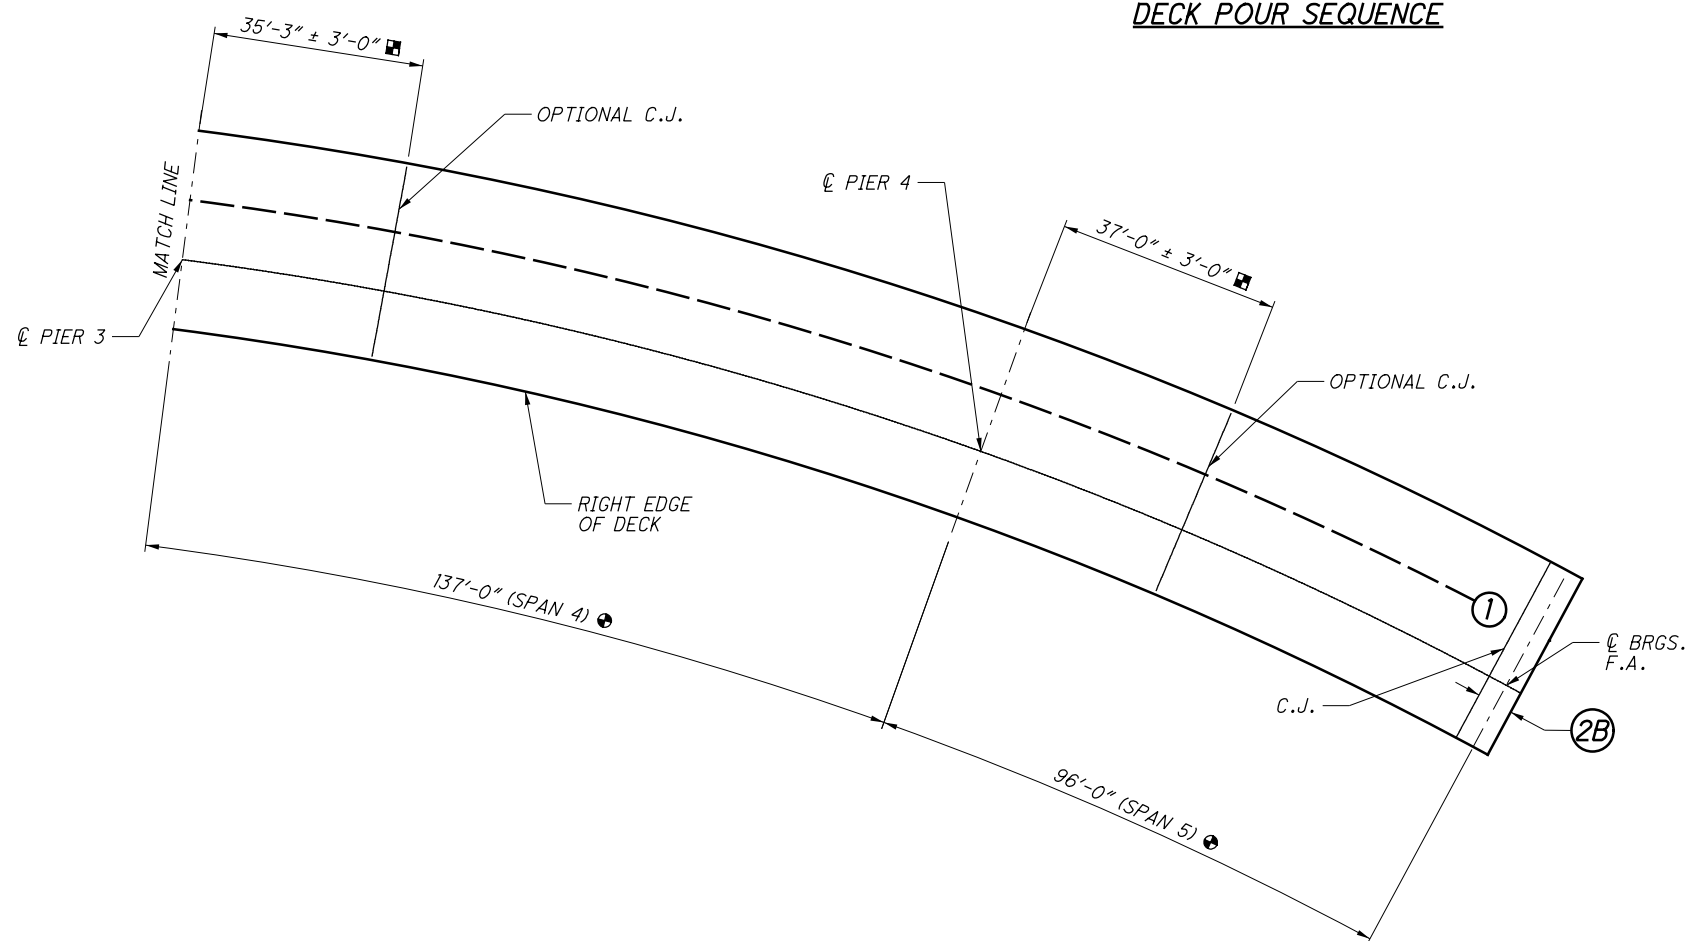 DECK POUR SEQUENCE
35'-3" ± 3'-0"
OPTIONAL C.J.
MATCH LINE
℄ PIER 4
37'-0" ± 3'-0"
℄ PIER 3
OPTIONAL C.J.
RIGHT EDGE
OF DECK
137'-0" (SPAN 4)
1
℄ BRGS.
F.A.
C.J.
2B
96'-0" (SPAN 5)